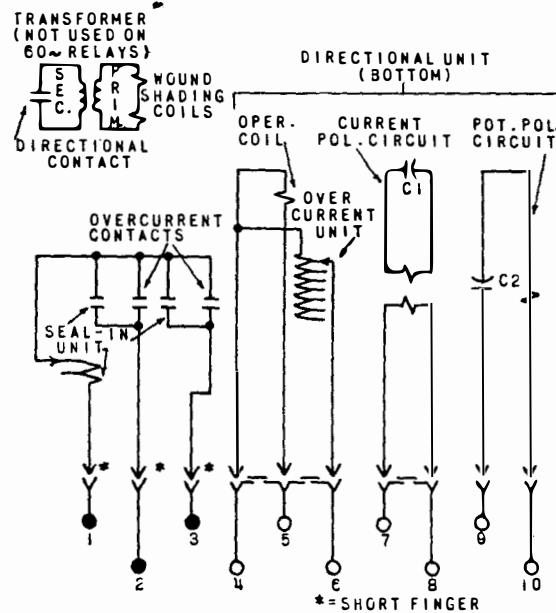 TRANSFORMER
(NOT USED ON
60~ RELAYS)
SEC.
PRIM.
WOUND
SHADING
COILS
DIRECTIONAL
CONTACT
DIRECTIONAL UNIT
(BOTTOM)
OPER.
COIL
CURRENT
POL. CIRCUIT
POT. POL.
CIRCUIT
C1
OVER
CURRENT
UNIT
OVERCURRENT
CONTACTS
C2
SEAL-IN
UNIT
* * *
1 2 3 4 5 6 7 8 9 10
*=SHORT FINGER